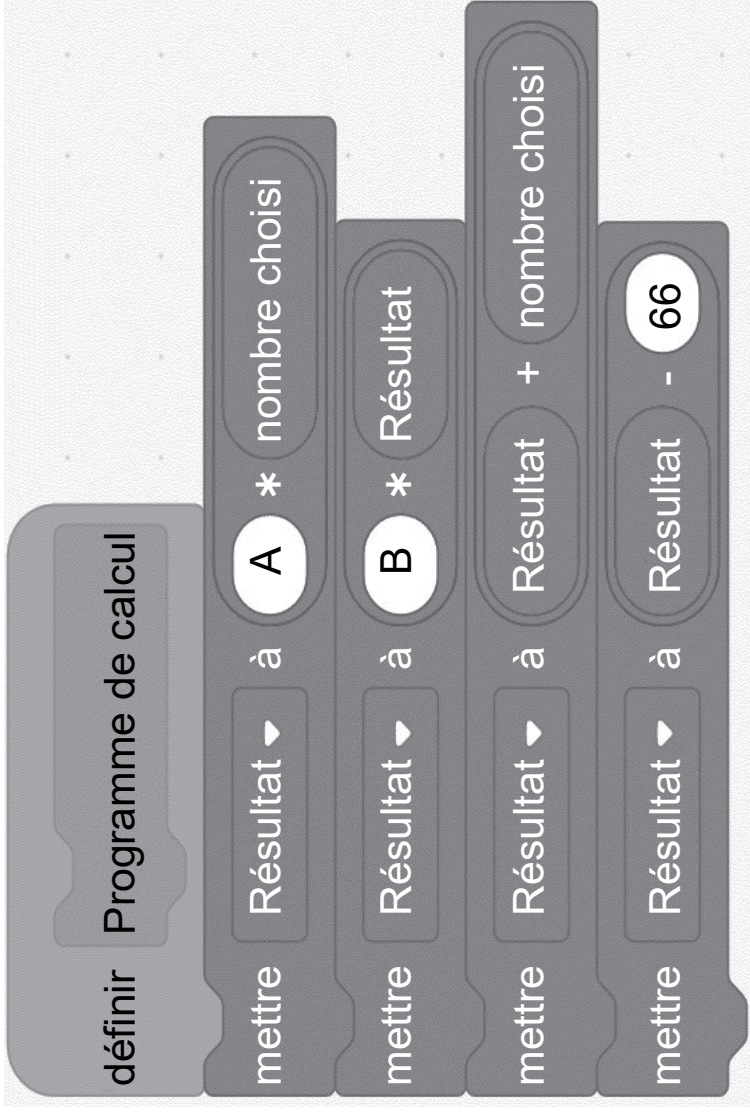 définir Programme de calcul
mettre Résultat à A * nombre choisi
mettre Résultat à B * Résultat
mettre Résultat à Résultat + nombre choisi
mettre Résultat à Résultat - 66